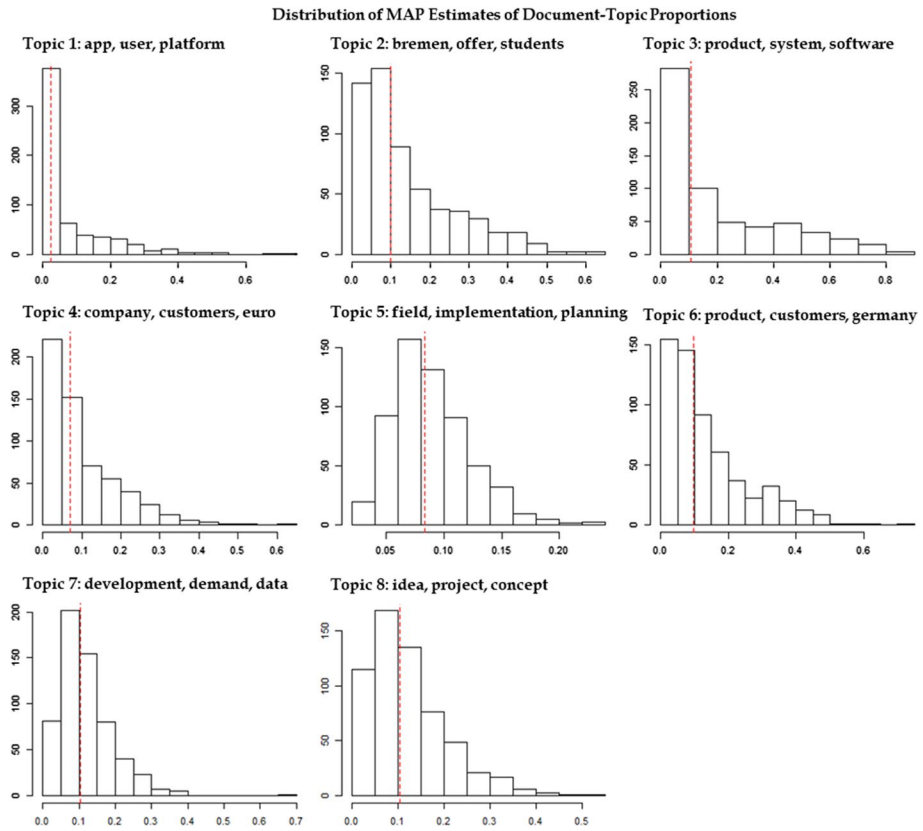 Distribution of MAP Estimates of Document-Topic Proportions
Topic 1: app, user, platform
0 100 200 300
0.0 0.2 0.4 0.6
Topic 2: bremen, offer, students
0 50 100 150
0.0 0.1 0.2 0.3 0.4 0.5 0.6
Topic 3: product, system, software
0 50 100 150 200 250
0.0 0.2 0.4 0.6 0.8
Topic 4: company, customers, euro
0 50 100 150 200
0.0 0.1 0.2 0.3 0.4 0.5 0.6
Topic 5: field, implementation, planning
0 50 100 150
0.05 0.10 0.15 0.20
Topic 6: product, customers, germany
0 50 100 150
0.0 0.2 0.4 0.6
Topic 7: development, demand, data
0 50 100 150 200
0.0 0.1 0.2 0.3 0.4 0.5 0.6 0.7
Topic 8: idea, project, concept
0 50 100 150
0.0 0.1 0.2 0.3 0.4 0.5